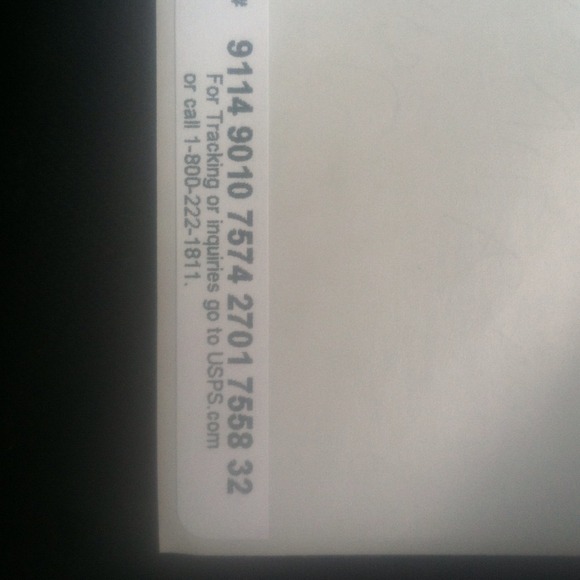 9114 9010 7574 2701 7558 32
For Tracking or inquiries go to USPS.com
or call 1-800-222-1811.